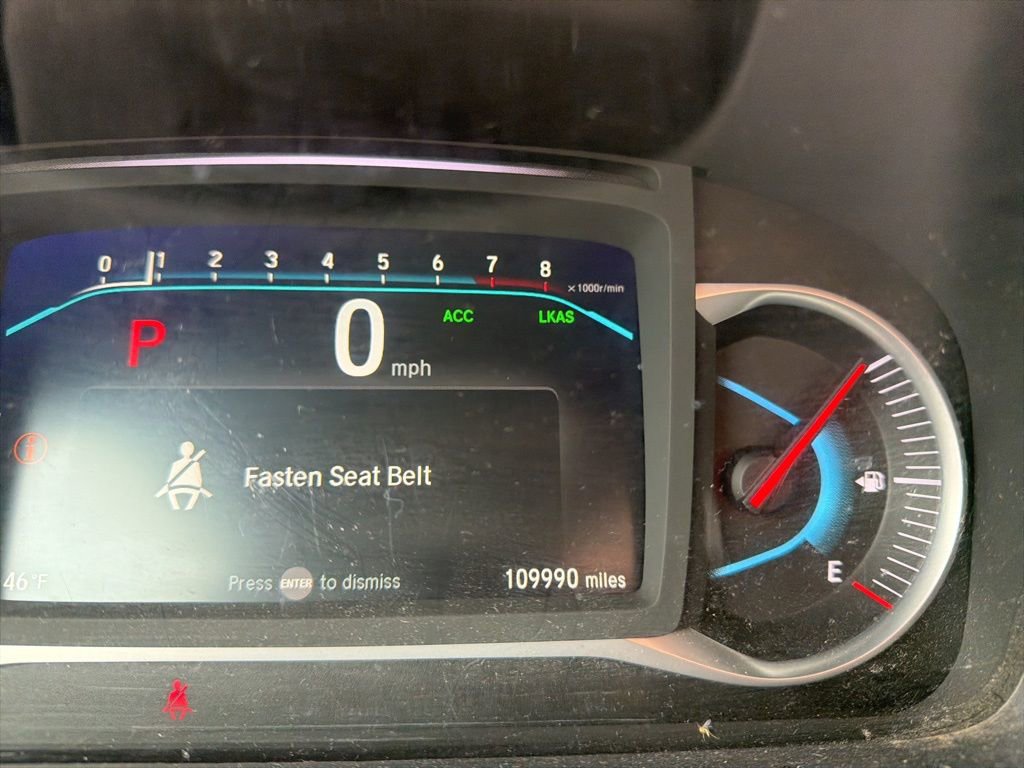 0 1 2 3 4 5 6 7 8
x1000r/min
ACC LKAS
P 0 mph
Fasten Seat Belt
E
46°F Press ENTER to dismiss 109990 miles